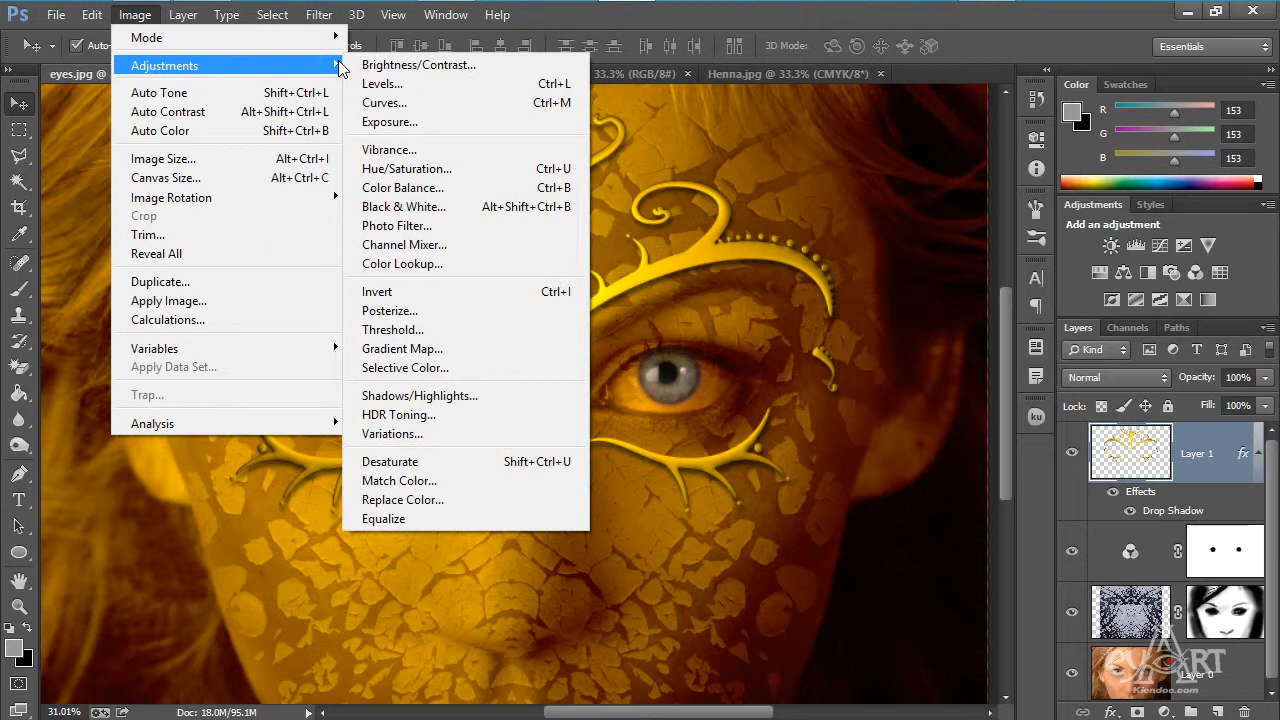 Ps File Edit Image Layer Type Select Filter 3D View Window Help
Auto- ols 3D Mode: Essentials
eyes.jpg @ 33.3% (RGB/8#) × Henna.jpg @ 33.3% (CMYK/8*) ×
Mode
Adjustments
Auto Tone Shift+Ctrl+L
Auto Contrast Alt+Shift+Ctrl+L
Auto Color Shift+Ctrl+B
Image Size... Alt+Ctrl+I
Canvas Size... Alt+Ctrl+C
Image Rotation
Crop
Trim...
Reveal All
Duplicate...
Apply Image...
Calculations...
Variables
Apply Data Set...
Trap...
Analysis
Brightness/Contrast...
Levels... Ctrl+L
Curves... Ctrl+M
Exposure...
Vibrance...
Hue/Saturation... Ctrl+U
Color Balance... Ctrl+B
Black & White... Alt+Shift+Ctrl+B
Photo Filter...
Channel Mixer...
Color Lookup...
Invert Ctrl+I
Posterize...
Threshold...
Gradient Map...
Selective Color...
Shadows/Highlights...
HDR Toning...
Variations...
Desaturate Shift+Ctrl+U
Match Color...
Replace Color...
Equalize
Color Swatches
R 153
G 153
B 153
Adjustments Styles
Add an adjustment
Layers Channels Paths
Kind
Normal Opacity: 100%
Lock: Fill: 100%
Layer 1 fx
Effects
Drop Shadow
Layer 0
ART
Kiendoc.com
ku
31.01% Doc: 18.0M/95.1M